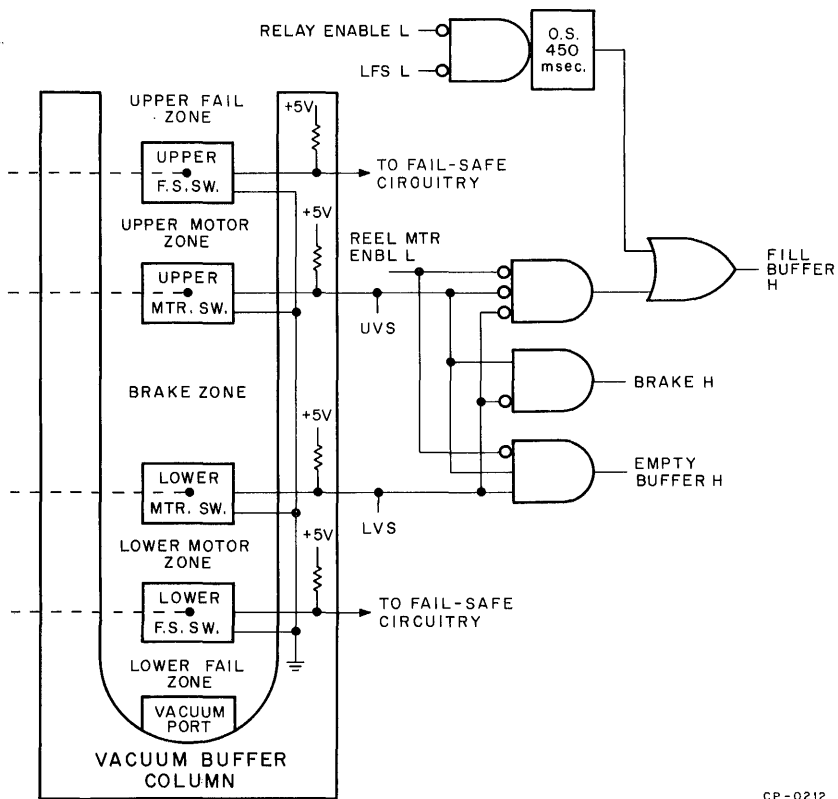 RELAY ENABLE L
LFS L
O.S.
450
msec.
UPPER FAIL
ZONE
+5V
UPPER
F.S.SW.
TO FAIL-SAFE
CIROUITRY
UPPER MOTOR
ZONE
+5V
REEL MTR
ENBL L
UPPER
MTR. SW.
UVS
FILL
BUFFER
H
BRAKE ZONE
BRAKE H
+5V
LOWER
MTR. SW.
LVS
EMPTY
BUFFER H
LOWER MOTOR
ZONE
+5V
LOWER
F.S. SW.
TO FAIL-SAFE
CIRCUITRY
LOWER FAIL
ZONE
VACUUM
PORT
VACUUM BUFFER
COLUMN
CP-0212